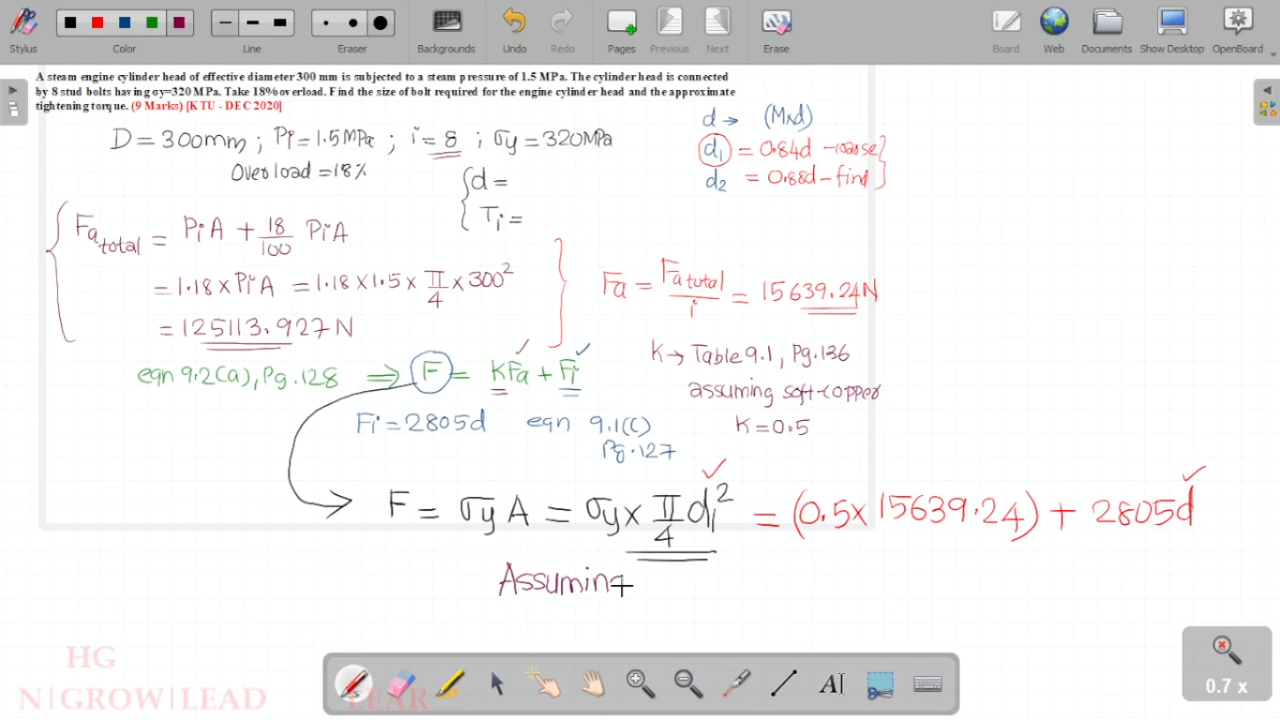 Stylus Color Line Eraser Backgrounds Undo Redo Pages Previous Next Erase Board Web Documents Show Desktop OpenBoard
A steam engine cylinder head of effective diameter 300 mm is subjected to a steam pressure of 1.5 MPa. The cylinder head is connected
by 8 stud bolts having σy=320 MPa. Take 18% overload. Find the size of bolt required for the engine cylinder head and the approximate
tightening torque. (9 Marks) [KTU - DEC 2020]
D = 300mm ; Pi = 1.5MPa ; i = 8 ; σy = 320MPa
Overload = 18%
d → (Mxd)
d1 = 0.84d - coarse
d2 = 0.88d - find
d =
Ti =
Fa total = PiA + 18/100 PiA
= 1.18 x PiA = 1.18 x 1.5 x π/4 x 300²
= 125113.927 N
Fa = Fa total / i = 15639.24N
K → Table 9.1, Pg.136
assuming soft-copper
K = 0.5
eqn 9.2(a), Pg.128 ⇒ F = KFa + Fi
Fi = 2805d eqn 9.1(c)
Pg.127
F = σy A = σy x π/4 d1² = (0.5 x 15639.24) + 2805d
Assuming
HG
N|GROW|LEAD
EAR
0.7 x